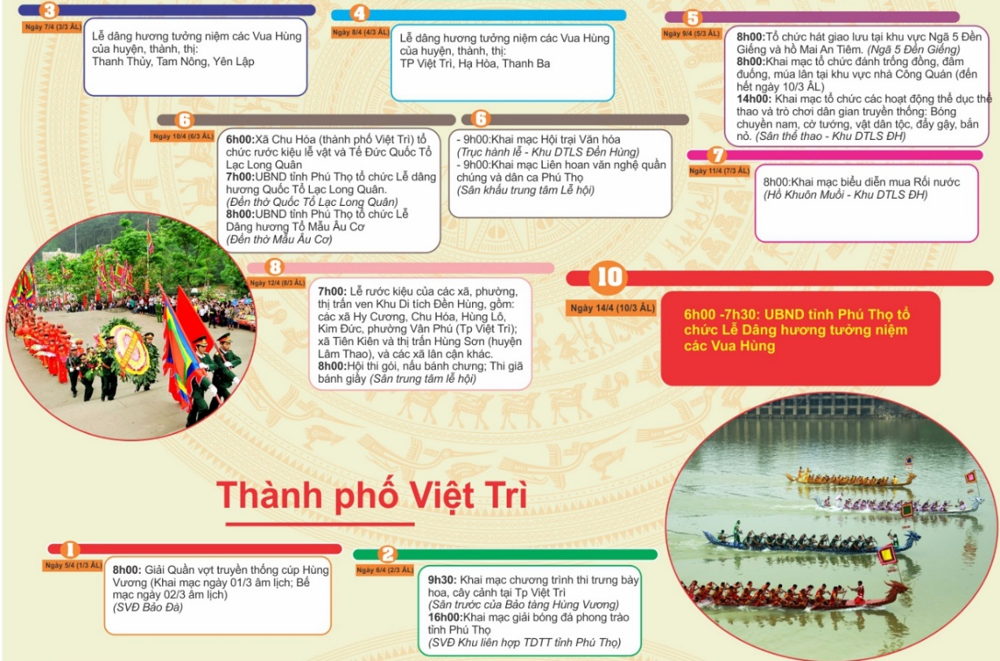 3
Ngày 7/4 (3/3 ÂL)
Lễ dâng hương tưởng niệm các Vua Hùng
của huyện, thành, thị:
Thanh Thủy, Tam Nông, Yên Lập
4
Ngày 8/4 (4/3 ÂL)
Lễ dâng hương tưởng niệm các Vua Hùng
của huyện, thành, thị:
TP Việt Trì, Hạ Hòa, Thanh Ba
5
Ngày 9/4 (5/3 ÂL)
8h00:Tổ chức hát giao lưu tại khu vực Ngã 5 Đền
Giếng và hồ Mai An Tiêm. (Ngã 5 Đền Giếng)
8h00:Khai mạc tổ chức đánh trống đồng, đâm
đuống, múa lân tại khu vực nhà Công Quán (đến
hết ngày 10/3 ÂL)
14h00: Khai mạc tổ chức các hoạt động thể dục thể
thao và trò chơi dân gian truyền thống: Bóng
chuyền nam, cờ tướng, vật dân tộc, đẩy gậy, bắn
nỏ. (Sân thể thao - Khu DTLS ĐH)
6
Ngày 10/4 (6/3 ÂL)
6h00:Xã Chu Hóa (thành phố Việt Trì) tổ
chức rước kiệu lễ vật và Tế Đức Quốc Tổ
Lạc Long Quân
7h00:UBND tỉnh Phú Thọ tổ chức Lễ dâng
hương Quốc Tổ Lạc Long Quân.
(Đền thờ Quốc Tổ Lạc Long Quân)
8h00:UBND tỉnh Phú Thọ tổ chức Lễ
Dâng hương Tổ Mẫu Âu Cơ
(Đền thờ Mẫu Âu Cơ)
6
- 9h00:Khai mạc Hội trại Văn hóa
(Trục hành lễ - Khu DTLS Đền Hùng)
- 9h00:Khai mạc Liên hoan văn nghệ quần
chúng và dân ca Phú Thọ
(Sân khấu trung tâm Lễ hội)
7
Ngày 11/4 (7/3 ÂL)
8h00:Khai mạc biểu diễn mua Rối nước
(Hồ Khuôn Muồi - Khu DTLS ĐH)
8
Ngày 12/4 (8/3 ÂL)
7h00: Lễ rước kiệu của các xã, phường,
thị trấn ven Khu Di tích Đền Hùng, gồm:
các xã Hy Cương, Chu Hóa, Hùng Lô,
Kim Đức, phường Vân Phú (Tp Việt Trì);
xã Tiên Kiên và thị trấn Hùng Sơn (huyện
Lâm Thao), và các xã lân cận khác.
8h00:Hội thi gói, nấu bánh chưng; Thi giã
bánh giầy (Sân trung tâm lễ hội)
10
Ngày 14/4 (10/3 ÂL)
6h00 -7h30: UBND tỉnh Phú Thọ tổ
chức Lễ Dâng hương tưởng niệm
các Vua Hùng
Thành phố Việt Trì
1
Ngày 5/4 (1/3 ÂL)
8h00: Giải Quần vợt truyền thống cúp Hùng
Vương (Khai mạc ngày 01/3 âm lịch; Bế
mạc ngày 02/3 âm lịch)
(SVĐ Bảo Đà)
2
Ngày 6/4 (2/3 ÂL)
9h30: Khai mạc chương trình thi trưng bày
hoa, cây cảnh tại Tp Việt Trì
(Sân trước của Bảo tàng Hùng Vương)
16h00:Khai mạc giải bóng đá phong trào
tỉnh Phú Thọ
(SVĐ Khu liên hợp TDTT tỉnh Phú Thọ)